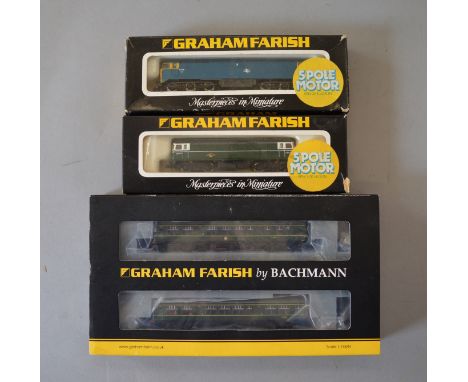 GRAHAM FARISH
5 POLE
MOTOR
Masterpieces in Miniature
GRAHAM FARISH
5 POLE
MOTOR
Masterpieces in Miniature
GRAHAM FARISH by BACHMANN